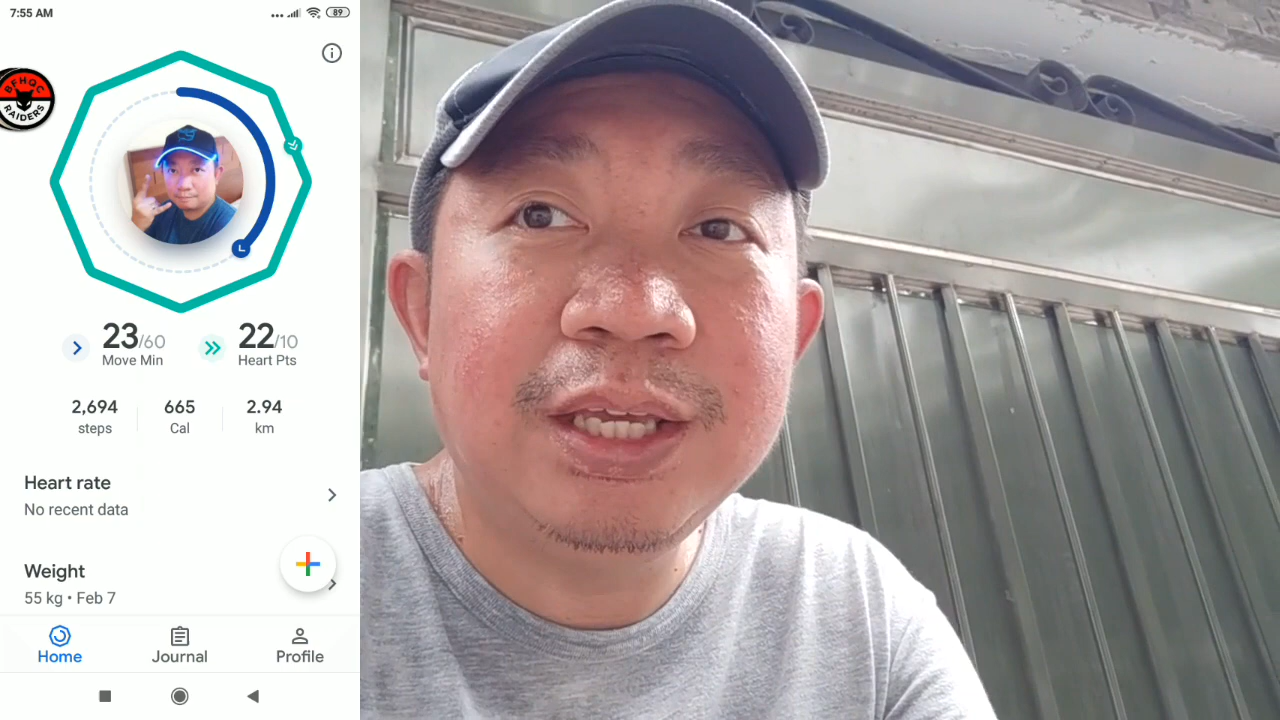 7:55 AM
89
BFHQC
RAIDERS
23/60
Move Min
22/10
Heart Pts
2,694
steps
665
Cal
2.94
km
Heart rate
No recent data
Weight
55 kg • Feb 7
Home
Journal
Profile